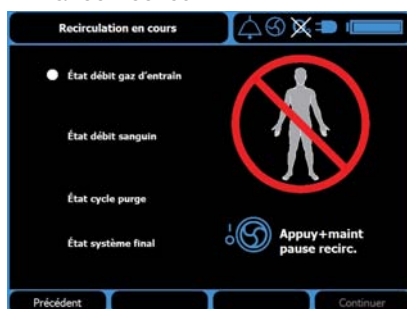 Recirculation en cours
État débit gaz d'entraîn
État débit sanguin
État cycle purge
État système final
Appuy+maint
pause recirc.
Précédent
Continuer